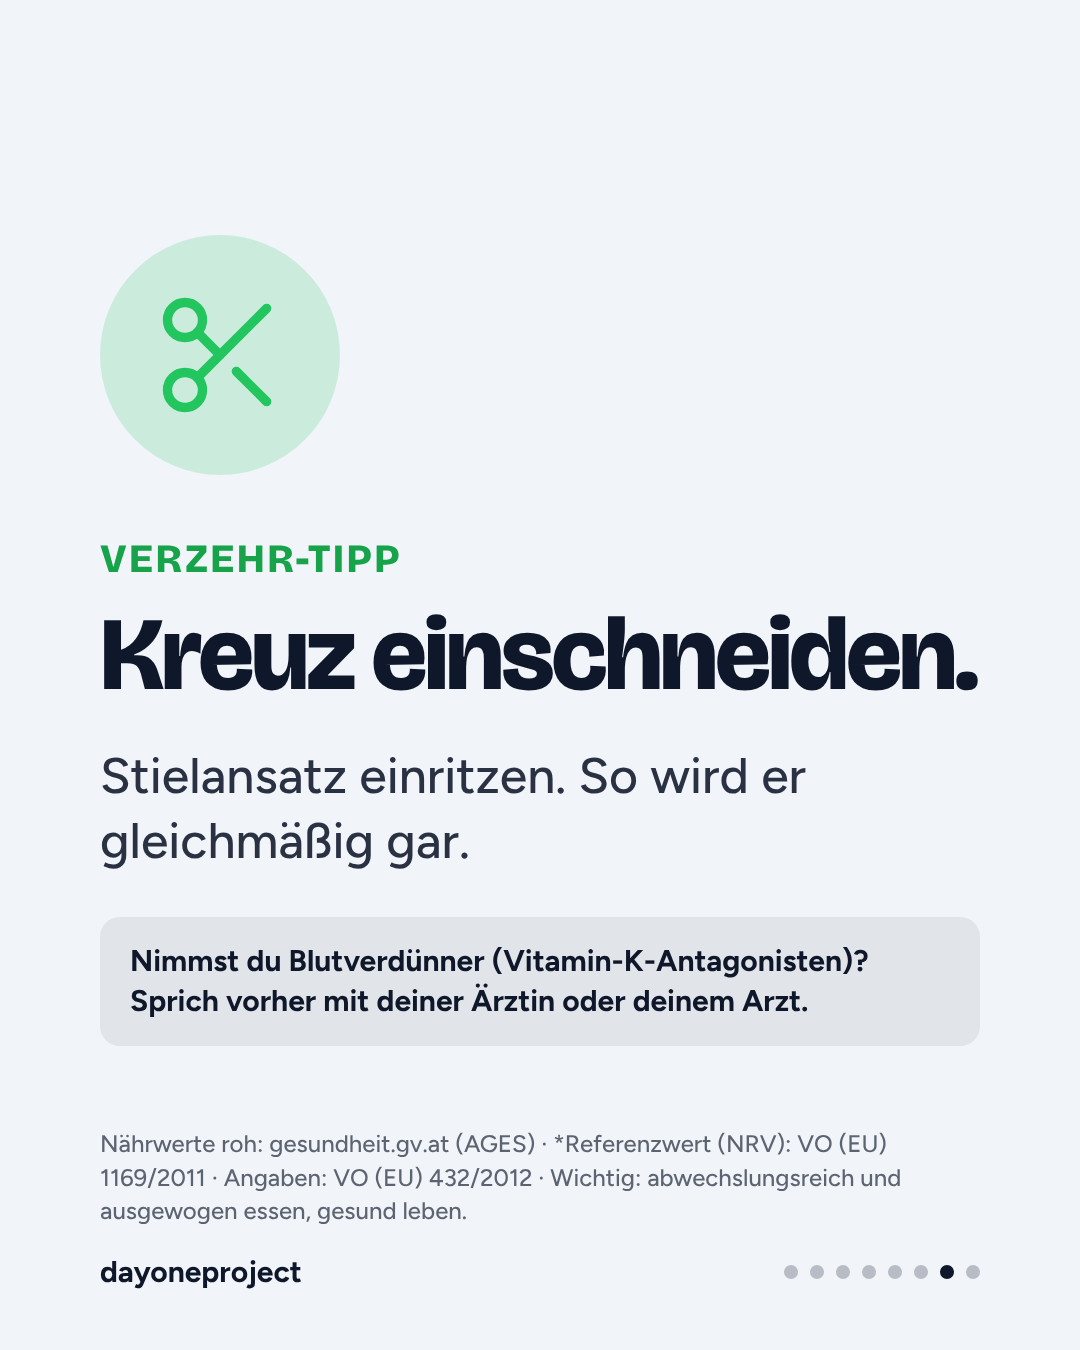 VERZEHR-TIPP
Kreuz einschneiden.
Stielansatz einritzen. So wird er
gleichmäßig gar.
Nimmst du Blutverdünner (Vitamin-K-Antagonisten)?
Sprich vorher mit deiner Ärztin oder deinem Arzt.
Nährwerte roh: gesundheit.gv.at (AGES) · *Referenzwert (NRV): VO (EU)
1169/2011 · Angaben: VO (EU) 432/2012 · Wichtig: abwechslungsreich und
ausgewogen essen, gesund leben.
dayoneproject